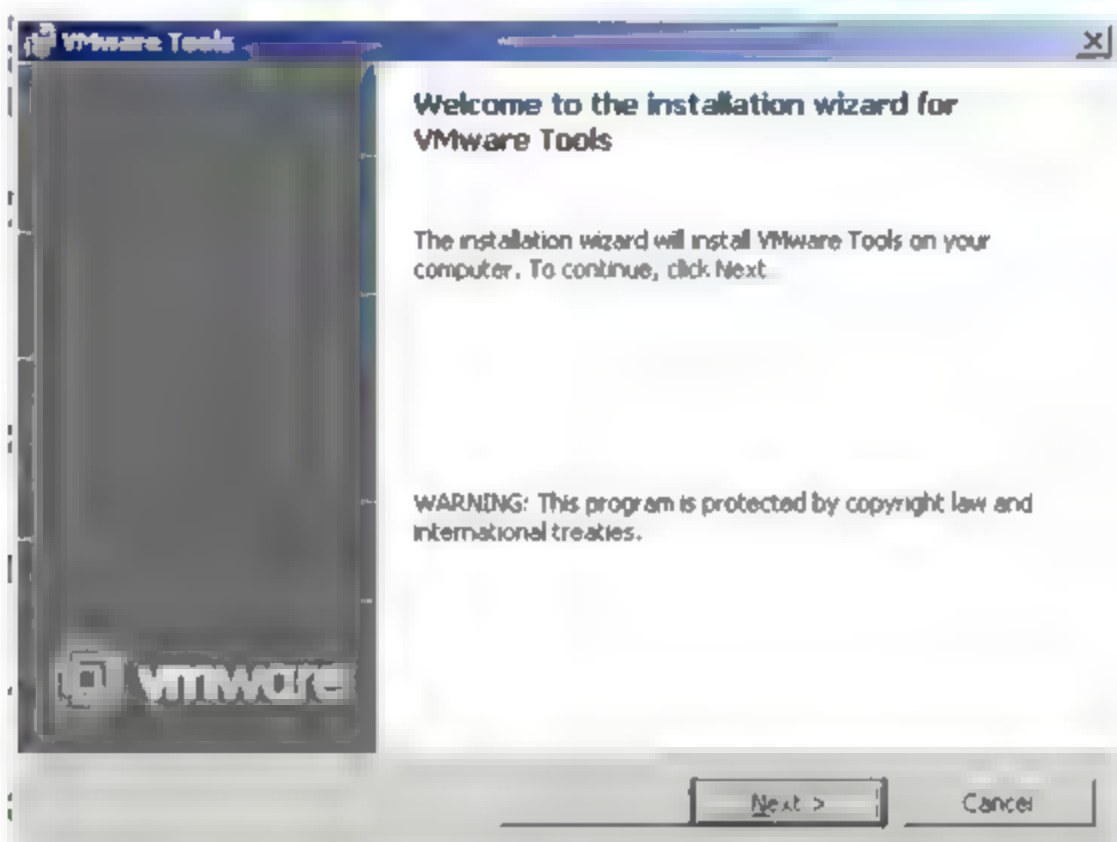 VMware Tools
Welcome to the installation wizard for
VMware Tools
The installation wizard will install VMware Tools on your
computer. To continue, click Next
WARNING: This program is protected by copyright law and
international treaties.
vmware
Next >
Cancel